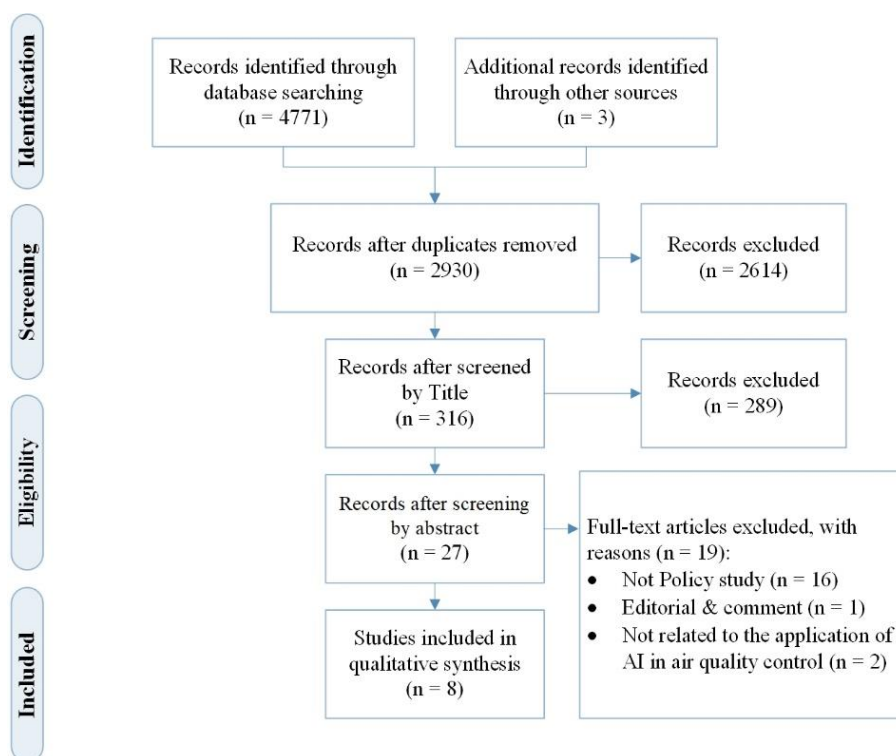 Identification
Records identified through
database searching
(n = 4771)
Additional records identified
through other sources
(n = 3)
Screening
Records after duplicates removed
(n = 2930)
Records excluded
(n = 2614)
Records after screened
by Title
(n = 316)
Records excluded
(n = 289)
Eligibility
Records after screening
by abstract
(n = 27)
Full-text articles excluded, with
reasons (n = 19):
● Not Policy study (n = 16)
● Editorial & comment (n = 1)
● Not related to the application of
AI in air quality control (n = 2)
Included
Studies included in
qualitative synthesis
(n = 8)